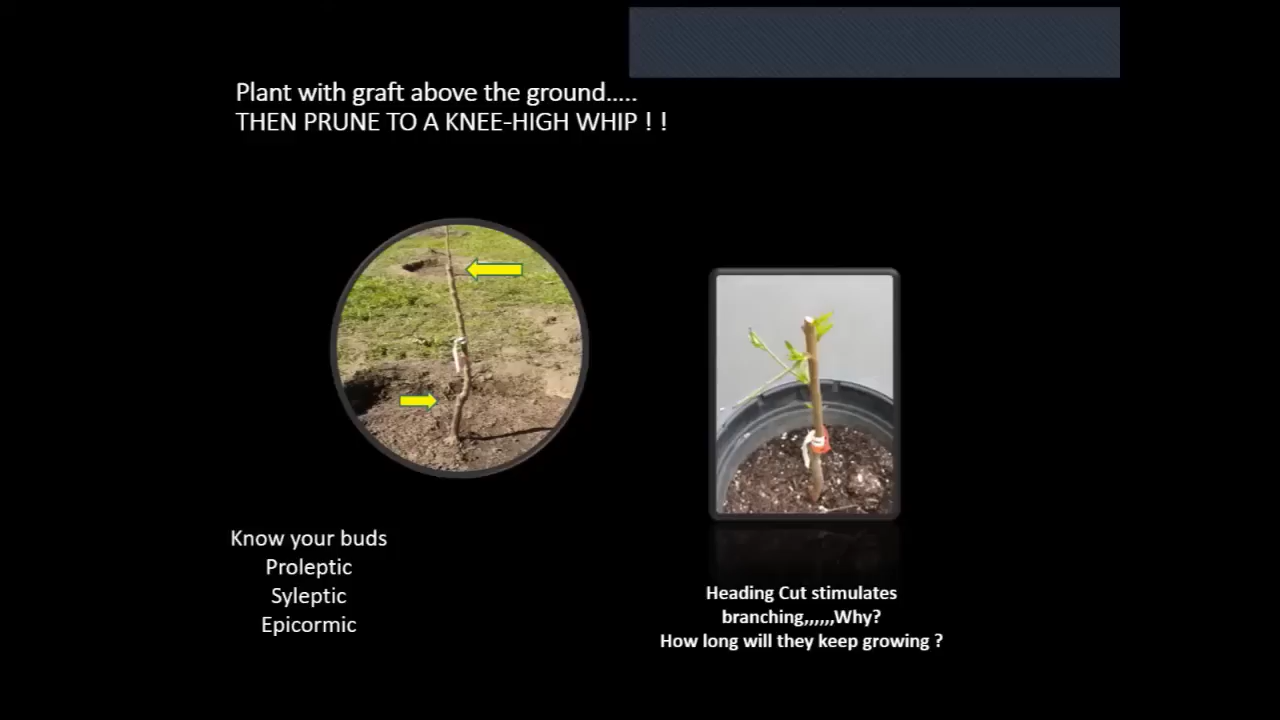 Plant with graft above the ground.....
THEN PRUNE TO A KNEE-HIGH WHIP ! !
Know your buds
Proleptic
Syleptic
Epicormic
Heading Cut stimulates
branching,,,,,,Why?
How long will they keep growing ?